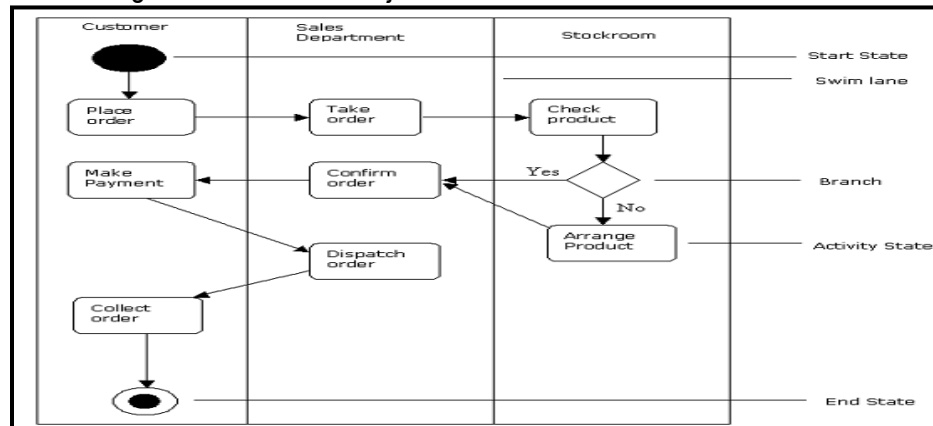 Customer
Sales
Department
Stockroom
Start State
Swim lane
Place
order
Take
order
Check
product
Make
Payment
Confirm
order
Yes
Branch
No
Arrange
Product
Activity State
Dispatch
order
Collect
order
End State